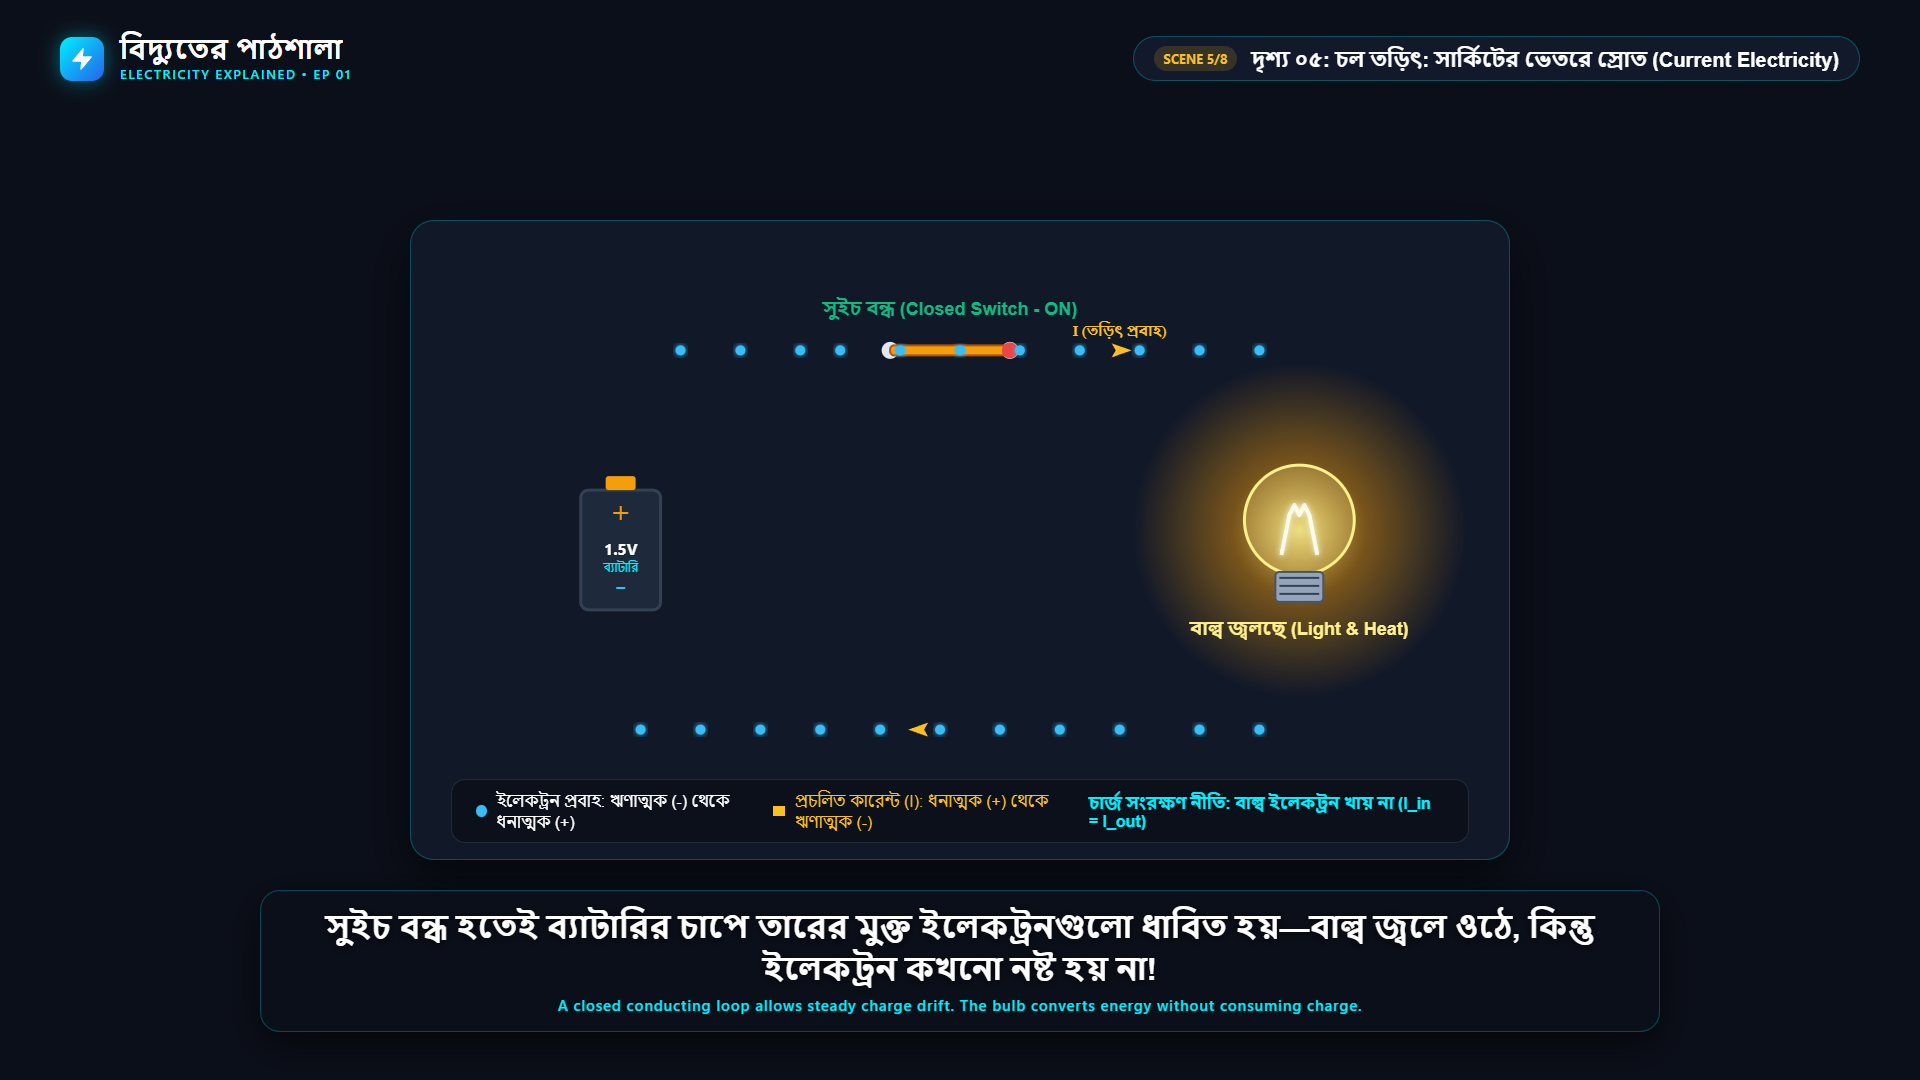 বিদ্যুতের পাঠশালা
ELECTRICITY EXPLAINED • EP 01
SCENE 5/8
দৃশ্য ০৫: চল তড়িৎ: সার্কিটের ভেতরে স্রোত (Current Electricity)
সুইচ বন্ধ (Closed Switch - ON)
I (তড়িৎ প্রবাহ)
+
1.5V
ব্যাটারি
−
বাল্ব জ্বলছে (Light & Heat)
ইলেকট্রন প্রবাহ: ঋণাত্মক (-) থেকে
ধনাত্মক (+)
প্রচলিত কারেন্ট (I): ধনাত্মক (+) থেকে
ঋণাত্মক (-)
চার্জ সংরক্ষণ নীতি: বাল্ব ইলেকট্রন খায় না (I_in
= I_out)
সুইচ বন্ধ হতেই ব্যাটারির চাপে তারের মুক্ত ইলেকট্রনগুলো ধাবিত হয়—বাল্ব জ্বলে ওঠে, কিন্তু
ইলেকট্রন কখনো নষ্ট হয় না!
A closed conducting loop allows steady charge drift. The bulb converts energy without consuming charge.